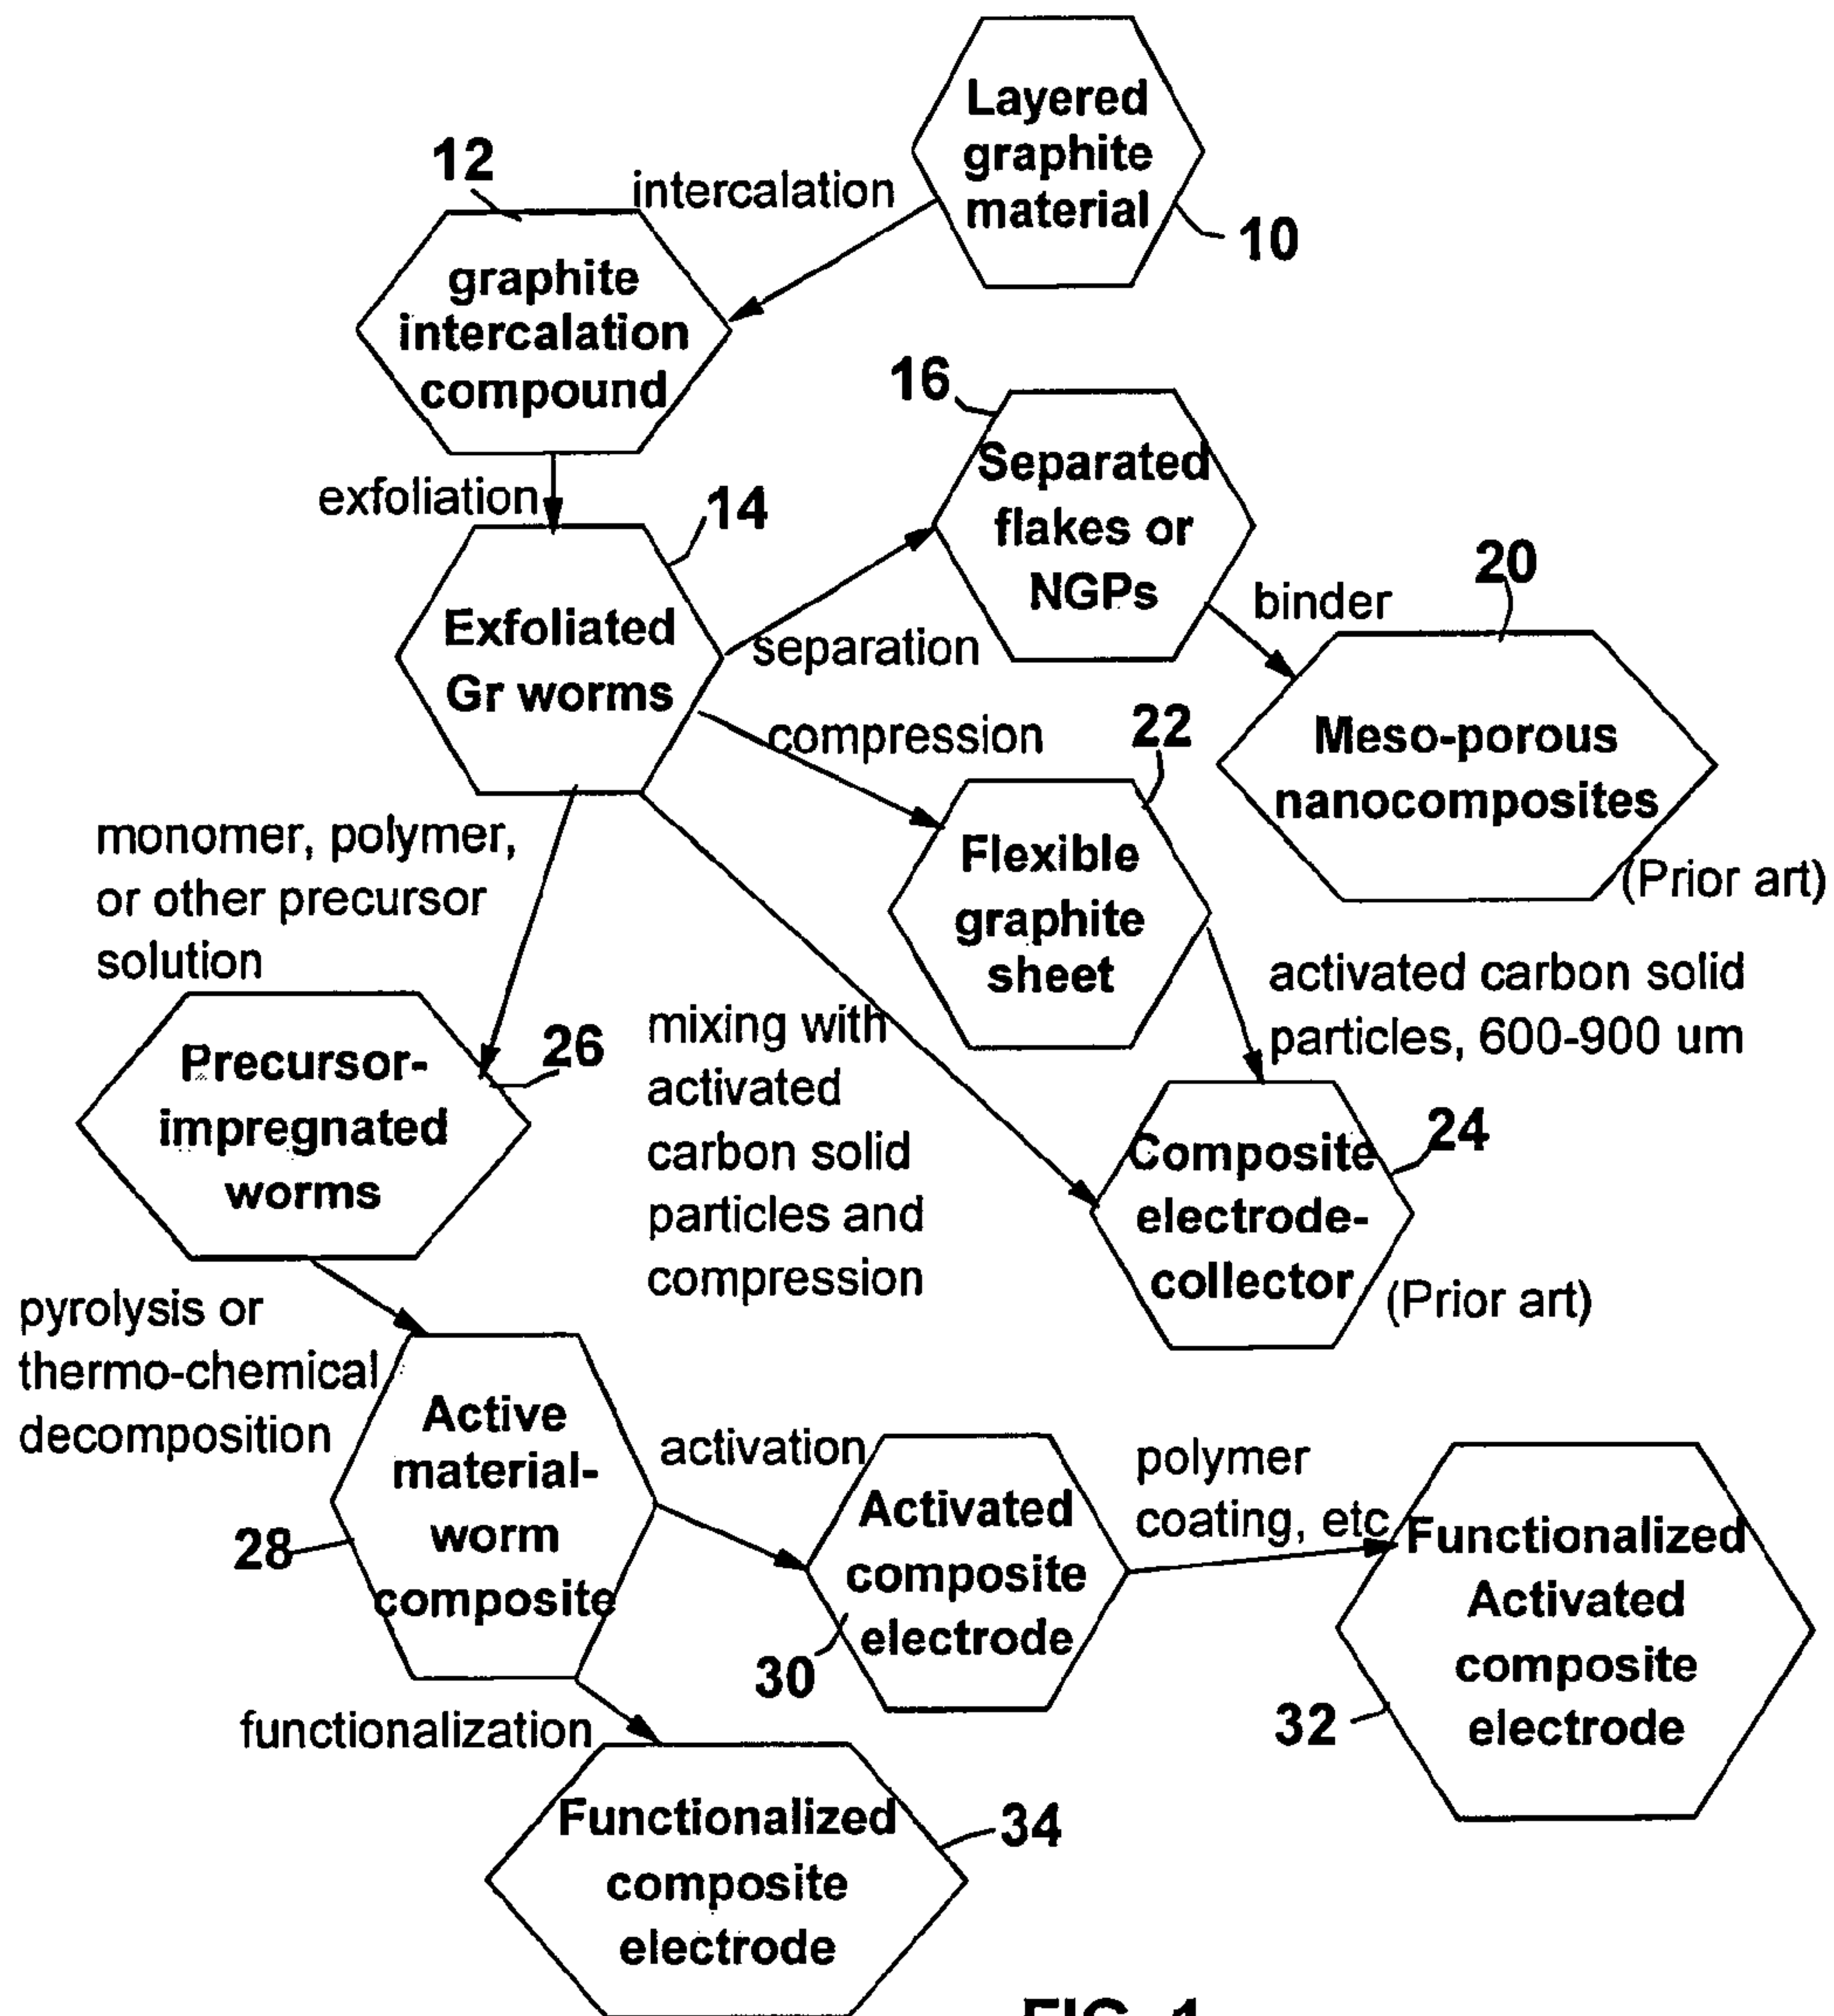 Layered
graphite
material
10
intercalation
12
graphite
intercalation
compound
exfoliation
14
Exfoliated
Gr worms
16
Separated
flakes or
NGPs
separation
binder
20
Meso-porous
nanocomposites
(Prior art)
compression
22
Flexible
graphite
sheet
activated carbon solid
particles, 600-900 um
monomer, polymer,
or other precursor
solution
mixing with
activated
carbon solid
particles and
compression
24
Composite
electrode-
collector
(Prior art)
26
Precursor-
impregnated
worms
pyrolysis or
thermo-chemical
decomposition
Active
material-
worm
composite
28
activation
Activated
composite
electrode
30
polymer
coating, etc
Functionalized
Activated
composite
electrode
32
functionalization
Functionalized
composite
electrode
34
FIG. 1